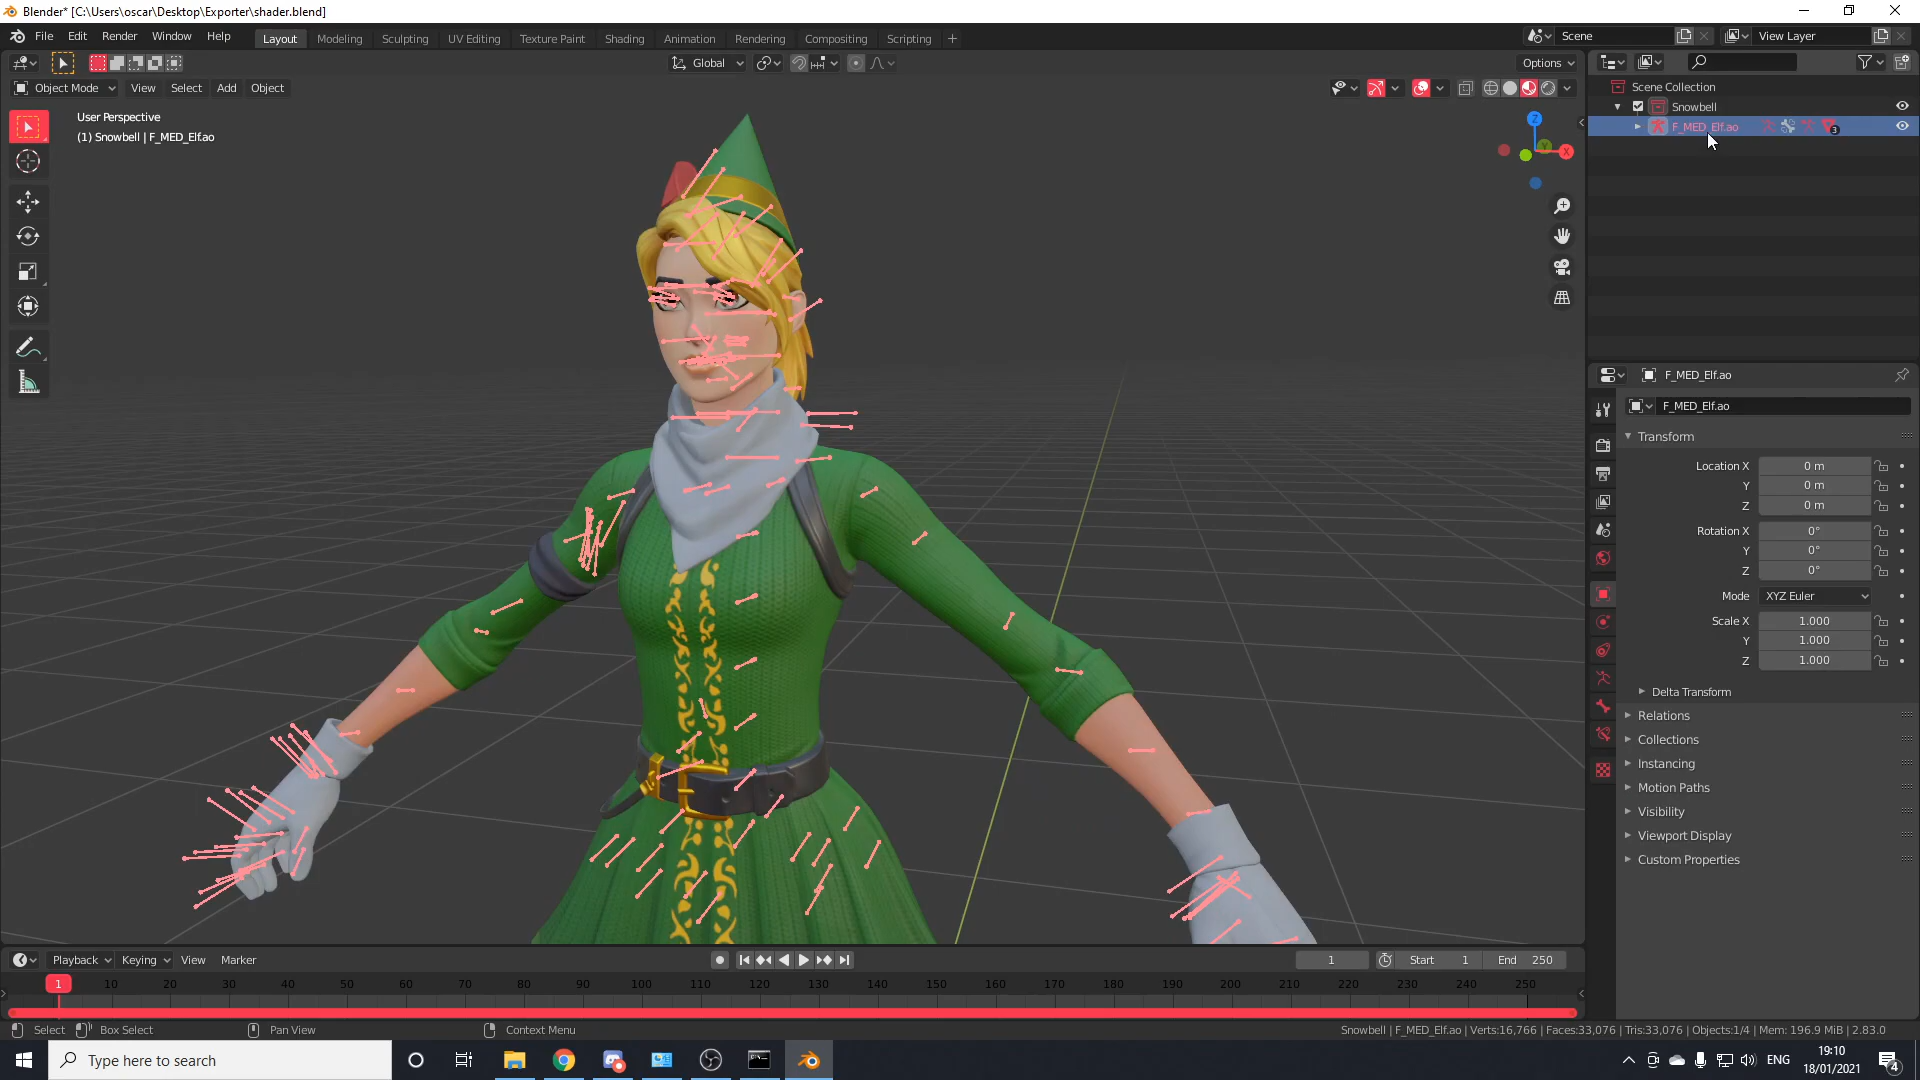 Blender* [C:\Users\oscar\Desktop\Exporter\shader.blend]
File Edit Render Window Help Layout Modeling Sculpting UV Editing Texture Paint Shading Animation Rendering Compositing Scripting + Scene View Layer
Global Options
Object Mode View Select Add Object
User Perspective
(1) Snowbell | F_MED_Elf.ao
Z
Y
X
Scene Collection
Snowbell
F_MED_Elf.ao 3
F_MED_Elf.ao
F_MED_Elf.ao
Transform
Location X 0 m
Y 0 m
Z 0 m
Rotation X 0°
Y 0°
Z 0°
Mode XYZ Euler
Scale X 1.000
Y 1.000
Z 1.000
Delta Transform
Relations
Collections
Instancing
Motion Paths
Visibility
Viewport Display
Custom Properties
Playback Keying View Marker 1 Start 1 End 250
1 10 20 30 40 50 60 70 80 90 100 110 120 130 140 150 160 170 180 190 200 210 220 230 240 250
Select Box Select Pan View Context Menu Snowbell | F_MED_Elf.ao | Verts:16,766 | Faces:33,076 | Tris:33,076 | Objects:1/4 | Mem: 196.9 MiB | 2.83.0
Type here to search ENG 19:10
18/01/2021 4